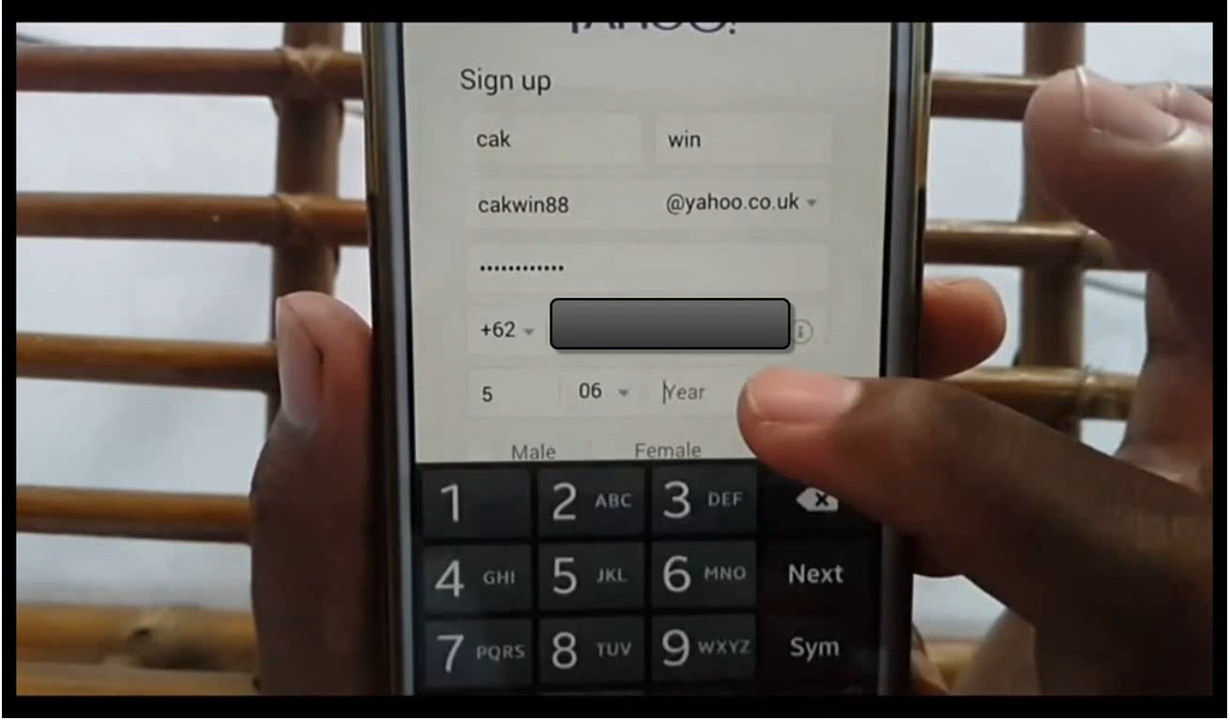 YAHOO!
Sign up
cak win
cakwin88 @yahoo.co.uk
••••••••••••
+62
5 06 Year
Male Female
1 2 ABC 3 DEF
4 GHI 5 JKL 6 MNO Next
7 PQRS 8 TUV 9 WXYZ Sym